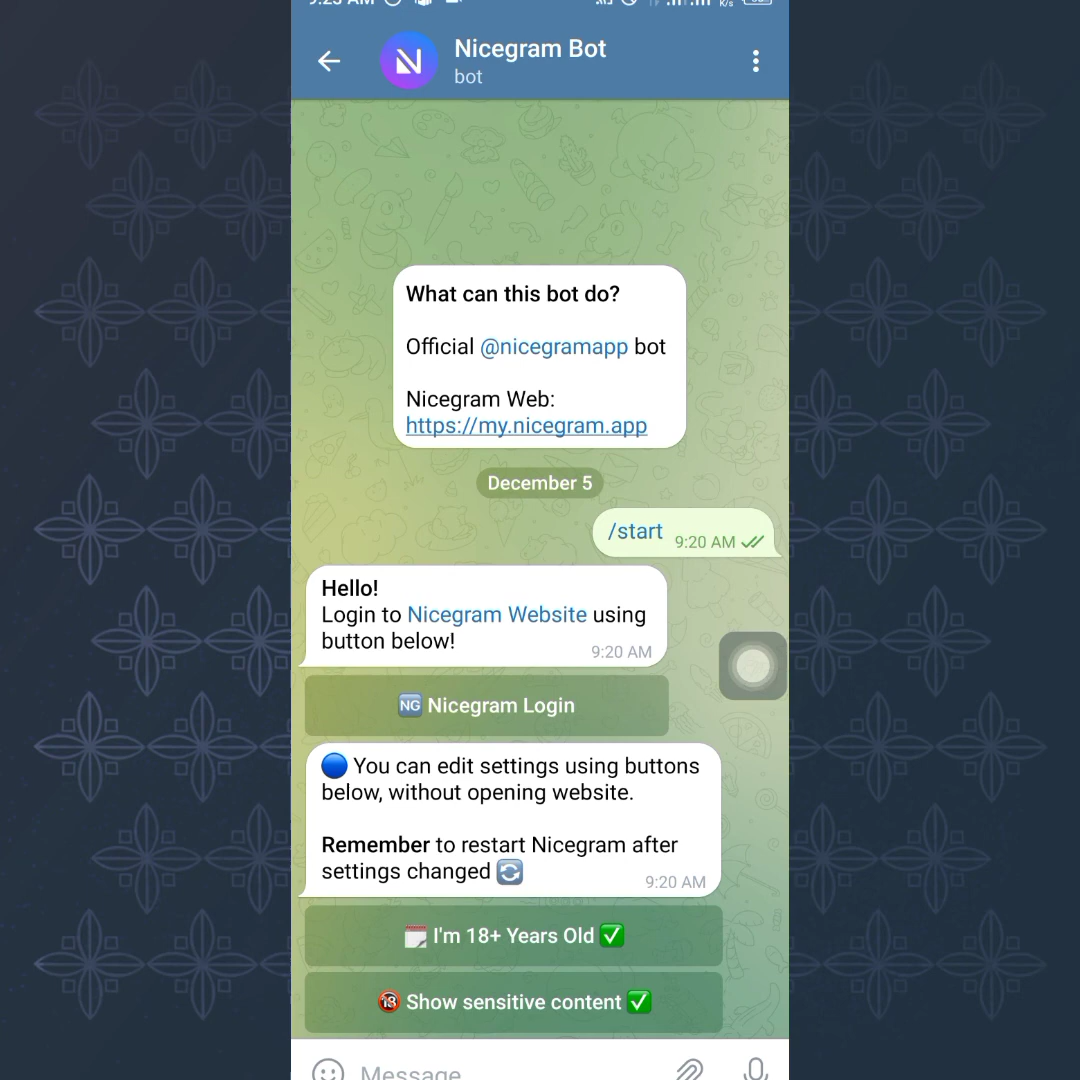 Nicegram Bot
bot
What can this bot do?
Official @nicegramapp bot
Nicegram Web:
https://my.nicegram.app
December 5
/start 9:20 AM
Hello!
Login to Nicegram Website using
button below!
9:20 AM
NG Nicegram Login
You can edit settings using buttons
below, without opening website.
Remember to restart Nicegram after
settings changed
9:20 AM
I'm 18+ Years Old
18 Show sensitive content
Message